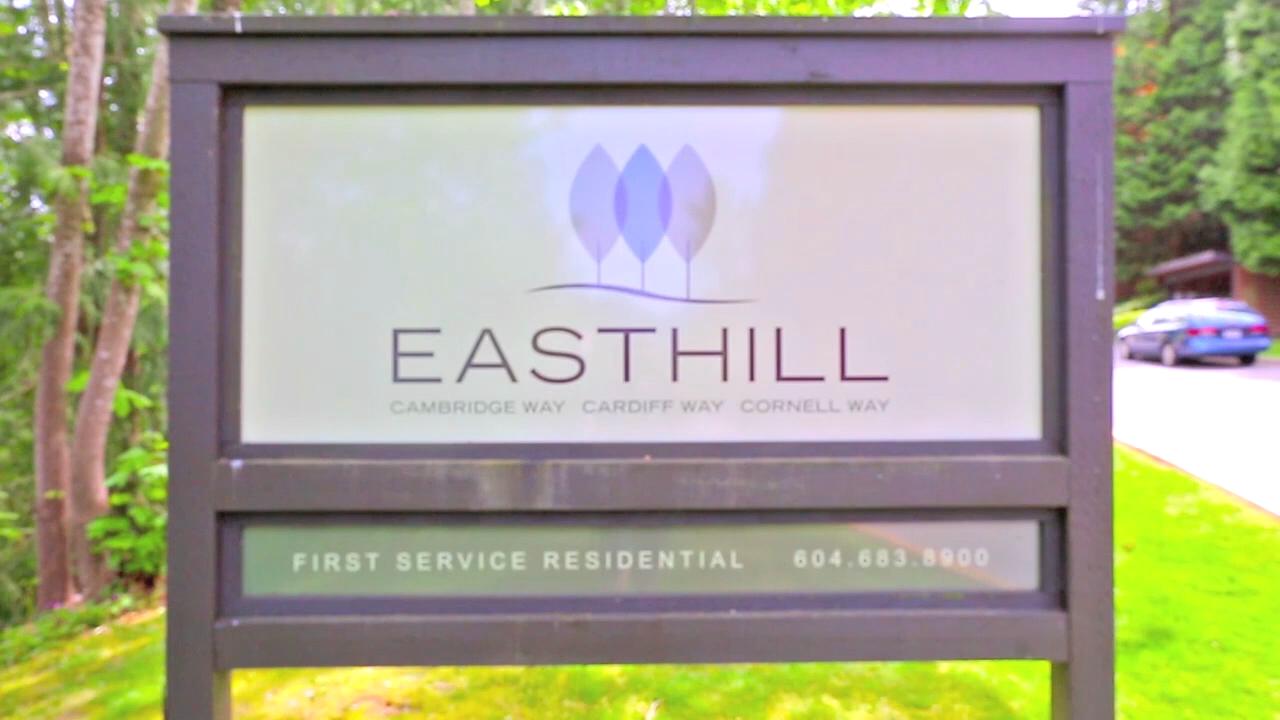 EASTHILL
CAMBRIDGE WAY CARDIFF WAY CORNELL WAY
FIRST SERVICE RESIDENTIAL 604.683.8900